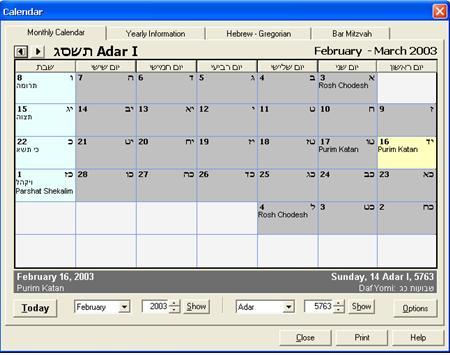 Calendar
Monthly Calendar Yearly Information Hebrew - Gregorian Bar Mitzvah
תשסג Adar I February - March 2003
שבת יום שישי יום חמישי יום רביעי יום שלישי יום שני יום ראשון
8 ו 7 ה 6 ד 5 ג 4 ב 3 א
תרומה Rosh Chodesh
15 יג 14 יב 13 יא 12 י 11 ט 10 ח 9 ז
תצוה
22 כ 21 יט 20 יח 19 יז 18 טז 17 טו 16 יד
כי תשא Purim Katan Purim Katan
1 כז 28 כו 27 כה 26 כד 25 כג 24 כב 23 כא
ויקהל
Parshat Shekalim
4 ל 3 כט 2 כח
Rosh Chodesh
February 16, 2003 Sunday, 14 Adar I, 5763
Purim Katan Daf Yomi: שבועות כג
Today February 2003 Show Adar 5763 Show Options
Close Print Help